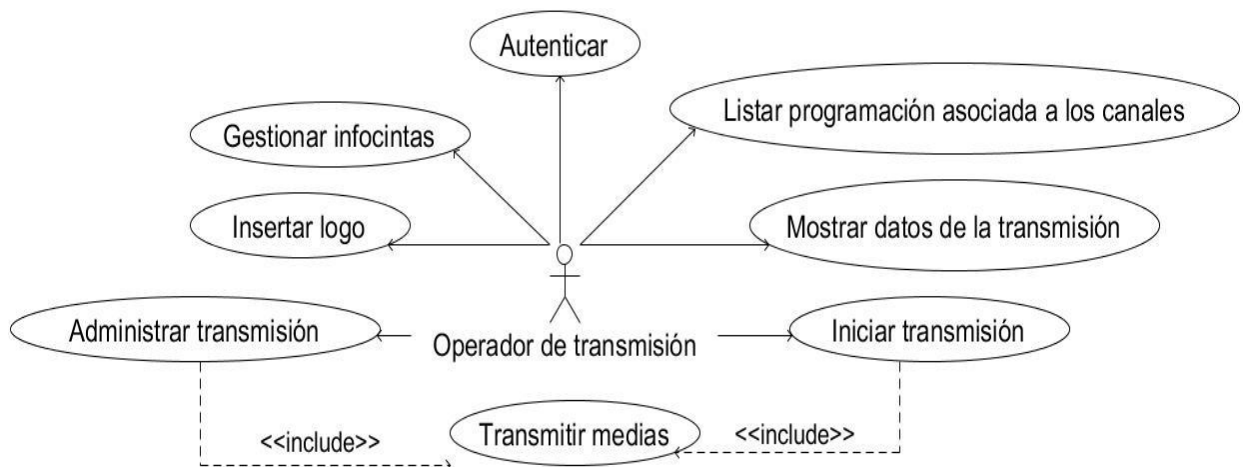 Autenticar
Listar programación asociada a los canales
Gestionar infocintas
Insertar logo
Mostrar datos de la transmisión
Administrar transmisión
Operador de transmisión
Iniciar transmisión
<<include>>
Transmitir medias
<<include>>